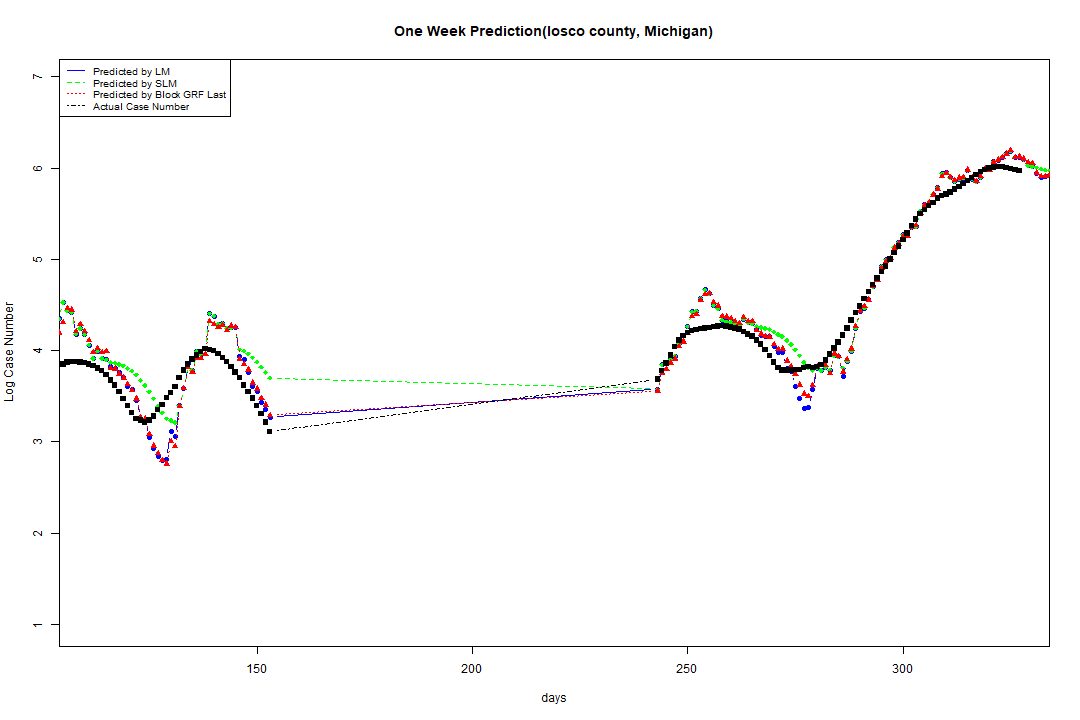 One Week Prediction(Iosco county, Michigan)
Predicted by LM
Predicted by SLM
Predicted by Block GRF Last
Actual Case Number
7
6
5
4
3
2
1
Log Case Number
150 200 250 300
days